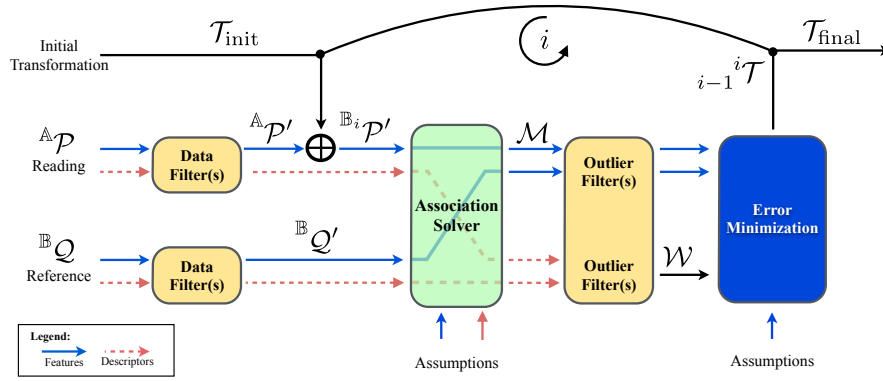 Initial
Transformation
𝒯init
i
i
i−1 𝒯
𝒯final
𝔸𝒫
Reading
Data
Filter(s)
𝔸𝒫′
⊕
𝔹i𝒫′
Association
Solver
ℳ
Outlier
Filter(s)
Outlier
Filter(s)
𝒲
Error
Minimization
𝔹𝒬
Reference
Data
Filter(s)
𝔹𝒬′
Assumptions
Assumptions
Legend:
Features
Descriptors